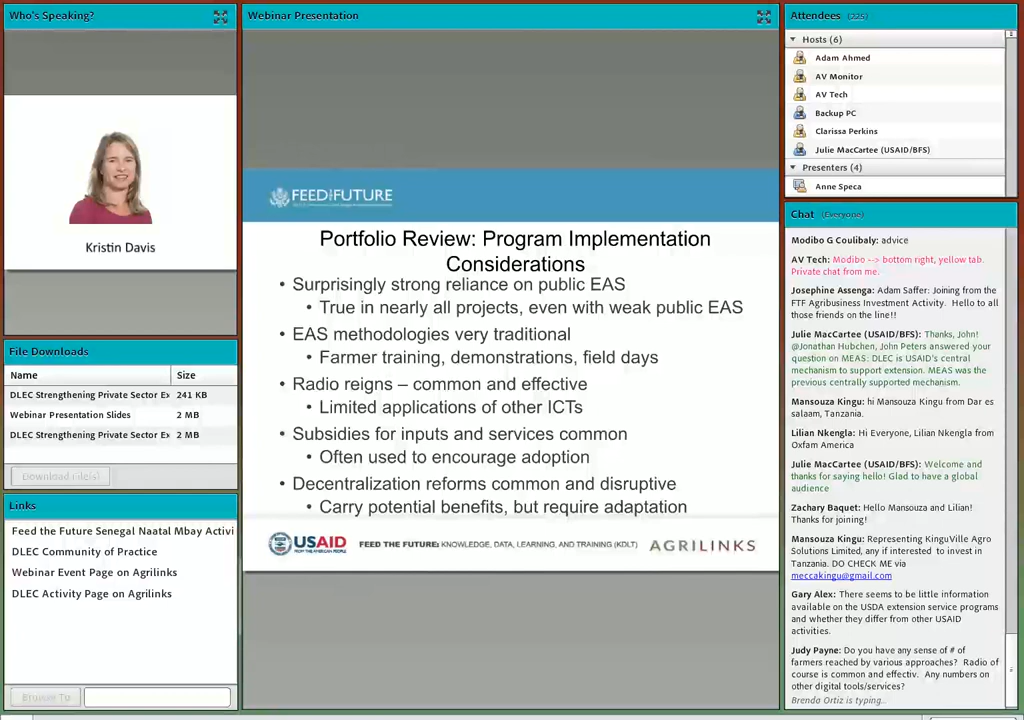 Who's Speaking?
Kristin Davis
File Downloads
Name Size
DLEC Strengthening Private Sector Ex 241 KB
Webinar Presentation Slides 2 MB
DLEC Strengthening Private Sector Ex 2 MB
Download File(s)
Links
Feed the Future Senegal Naatal Mbay Activi
DLEC Community of Practice
Webinar Event Page on Agrilinks
DLEC Activity Page on Agrilinks
Browse To
Webinar Presentation
FEED THE FUTURE
Portfolio Review: Program Implementation
Considerations
• Surprisingly strong reliance on public EAS
• True in nearly all projects, even with weak public EAS
• EAS methodologies very traditional
• Farmer training, demonstrations, field days
• Radio reigns – common and effective
• Limited applications of other ICTs
• Subsidies for inputs and services common
• Often used to encourage adoption
• Decentralization reforms common and disruptive
• Carry potential benefits, but require adaptation
USAID
FROM THE AMERICAN PEOPLE
FEED THE FUTURE: KNOWLEDGE, DATA, LEARNING, AND TRAINING (KDLT)
AGRILINKS
Attendees (225)
Hosts (6)
Adam Ahmed
AV Monitor
AV Tech
Backup PC
Clarissa Perkins
Julie MacCartee (USAID/BFS)
Presenters (4)
Anne Speca
Chat (Everyone)
Modibo G Coulibaly: advice
AV Tech: Modibo --> bottom right, yellow tab.
Private chat from me.
Josephine Assenga: Adam Saffer: Joining from the
FTF Agribusiness Investment Activity. Hello to all
those friends on the line!!
Julie MacCartee (USAID/BFS): Thanks, John!
@Jonathan Hubchen, John Peters answered your
question on MEAS: DLEC is USAID's central
mechanism to support extension. MEAS was the
previous centrally supported mechanism.
Mansouza Kingu: hi Mansouza Kingu from Dar es
salaam, Tanzania.
Lilian Nkengla: Hi Everyone, Lilian Nkengla from
Oxfam America
Julie MacCartee (USAID/BFS): Welcome and
thanks for saying hello! Glad to have a global
audience
Zachary Baquet: Hello Mansouza and Lilian!
Thanks for joining!
Mansouza Kingu: Representing KinguVille Agro
Solutions Limited, any if interested to invest in
Tanzania. DO CHECK ME via
meccakingu@gmail.com
Gary Alex: There seems to be little information
available on the USDA extension service programs
and whether they differ from other USAID
activities.
Judy Payne: Do you have any sense of # of
farmers reached by various approaches? Radio of
course is common and effectiv. Any numbers on
other digital tools/services?
Brenda Ortiz is typing..